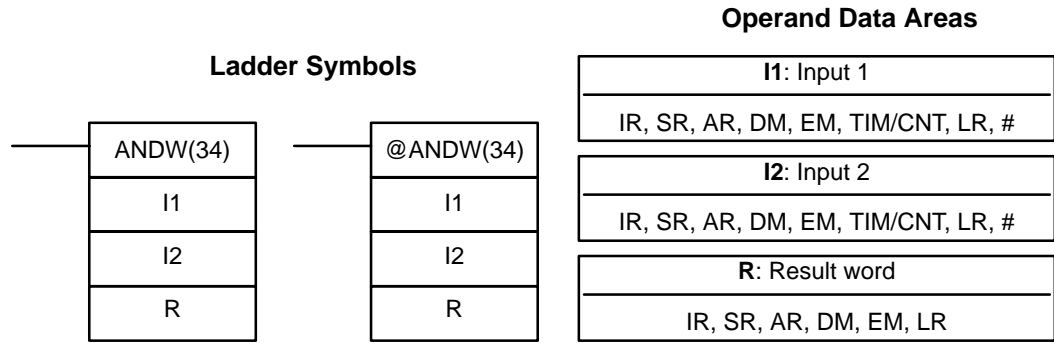 Operand Data Areas
Ladder Symbols
ANDW(34)
I1
I2
R
@ANDW(34)
I1
I2
R
I1: Input 1
IR, SR, AR, DM, EM, TIM/CNT, LR, #
I2: Input 2
IR, SR, AR, DM, EM, TIM/CNT, LR, #
R: Result word
IR, SR, AR, DM, EM, LR